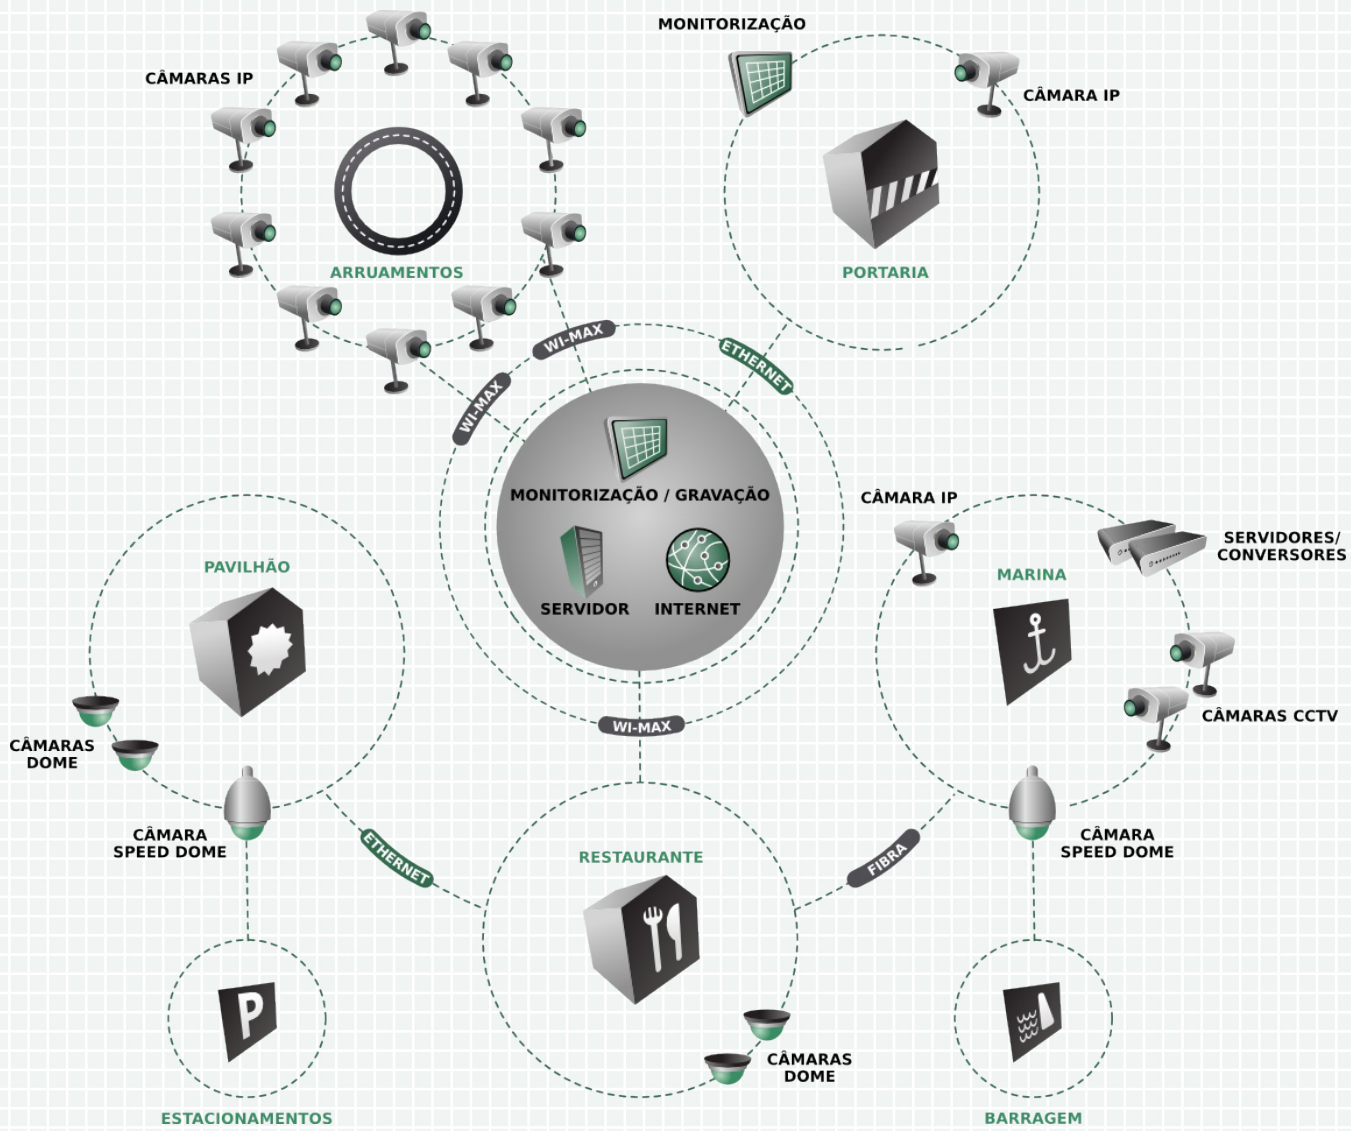 MONITORIZAÇÃO
CÂMARAS IP
CÂMARA IP
ARRUAMENTOS
PORTARIA
WI-MAX
ETHERNET
WI-MAX
MONITORIZAÇÃO / GRAVAÇÃO
SERVIDOR
INTERNET
CÂMARA IP
SERVIDORES/
CONVERSORES
PAVILHÃO
MARINA
CÂMARAS CCTV
WI-MAX
CÂMARAS
DOME
CÂMARA
SPEED DOME
CÂMARA
SPEED DOME
ETHERNET
RESTAURANTE
FIBRA
P
CÂMARAS
DOME
ESTACIONAMENTOS
BARRAGEM